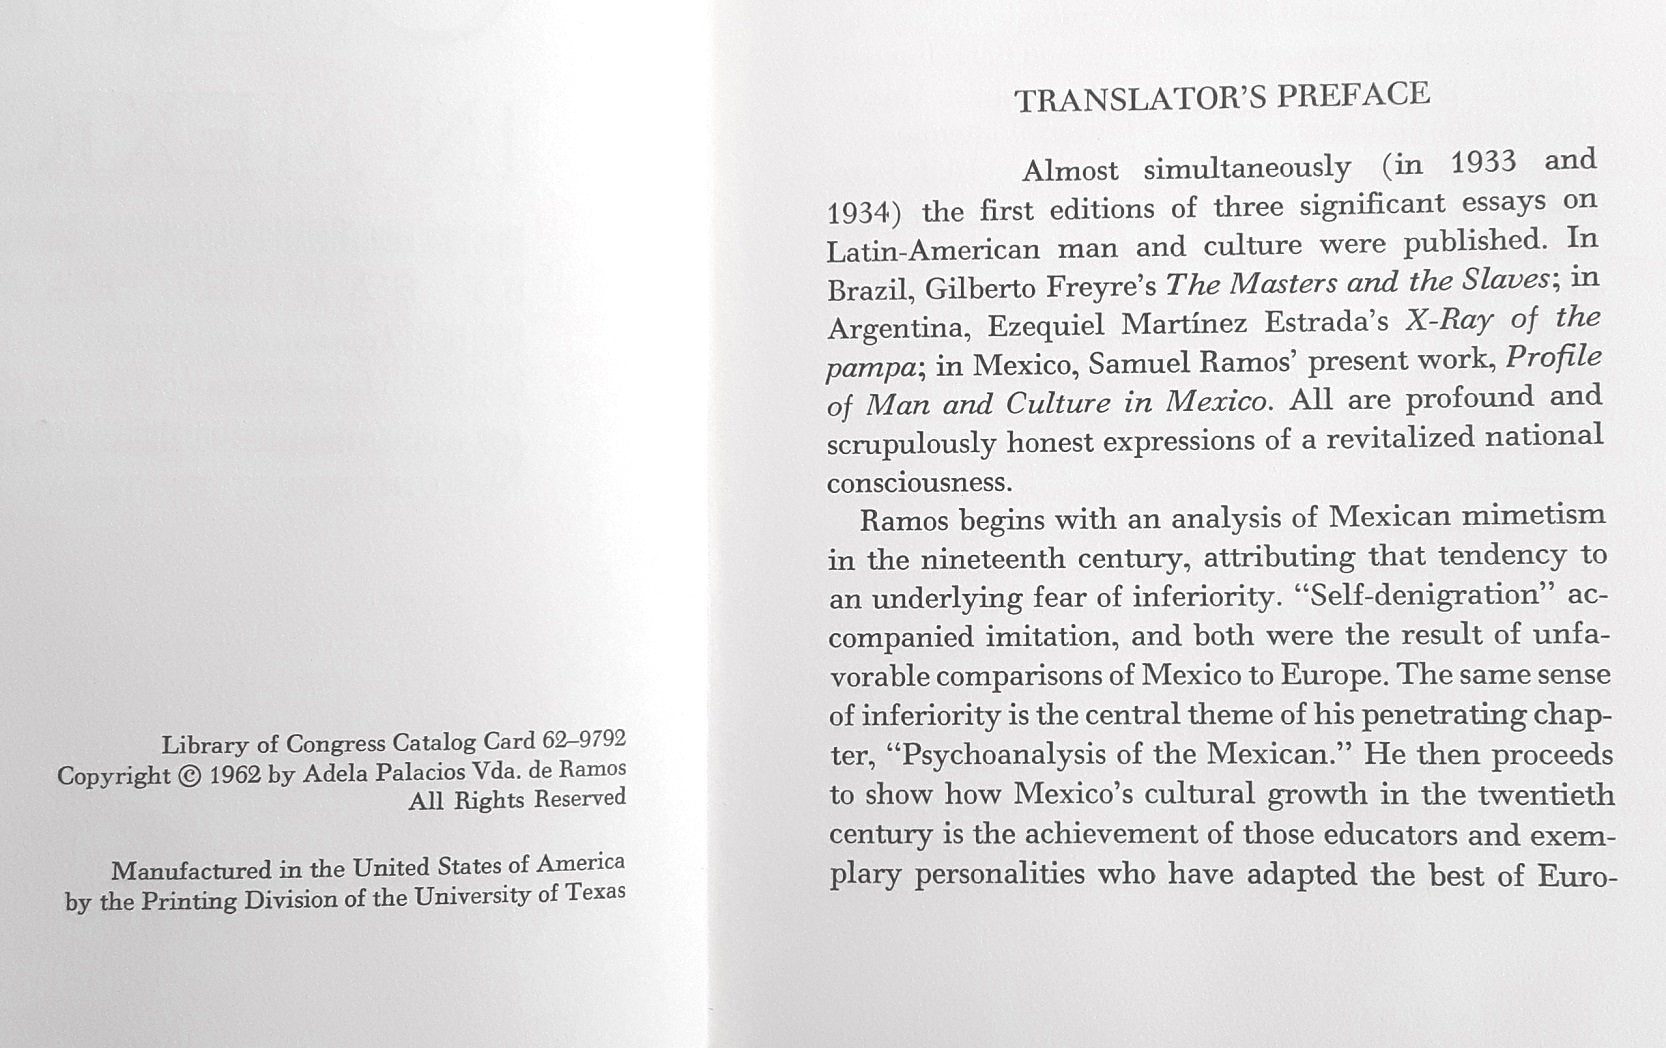 Library of Congress Catalog Card 62–9792
Copyright © 1962 by Adela Palacios Vda. de Ramos
All Rights Reserved
Manufactured in the United States of America
by the Printing Division of the University of Texas
TRANSLATOR'S PREFACE
Almost simultaneously (in 1933 and
1934) the first editions of three significant essays on
Latin-American man and culture were published. In
Brazil, Gilberto Freyre's The Masters and the Slaves; in
Argentina, Ezequiel Martínez Estrada's X-Ray of the
pampa; in Mexico, Samuel Ramos' present work, Profile
of Man and Culture in Mexico. All are profound and
scrupulously honest expressions of a revitalized national
consciousness.
Ramos begins with an analysis of Mexican mimetism
in the nineteenth century, attributing that tendency to
an underlying fear of inferiority. “Self-denigration” ac-
companied imitation, and both were the result of unfa-
vorable comparisons of Mexico to Europe. The same sense
of inferiority is the central theme of his penetrating chap-
ter, “Psychoanalysis of the Mexican.” He then proceeds
to show how Mexico's cultural growth in the twentieth
century is the achievement of those educators and exem-
plary personalities who have adapted the best of Euro-